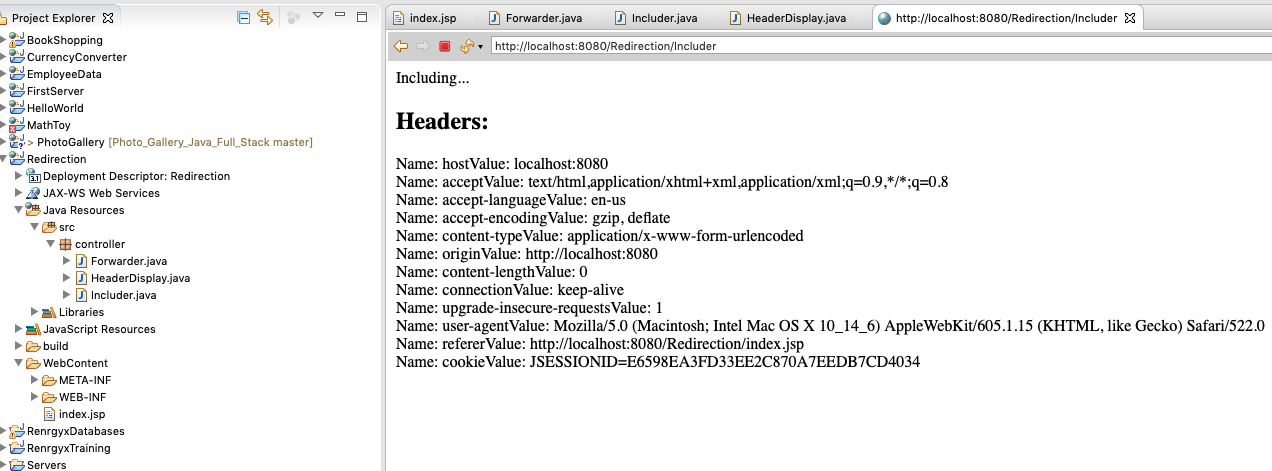 Project Explorer
BookShopping
CurrencyConverter
EmployeeData
FirstServer
HelloWorld
MathToy
> PhotoGallery [Photo_Gallery_Java_Full_Stack master]
Redirection
Deployment Descriptor: Redirection
JAX-WS Web Services
Java Resources
src
controller
Forwarder.java
HeaderDisplay.java
Includer.java
Libraries
JavaScript Resources
build
WebContent
META-INF
WEB-INF
index.jsp
RenrgyxDatabases
RenrgyxTraining
Servers
index.jsp Forwarder.java Includer.java HeaderDisplay.java http://localhost:8080/Redirection/Includer
http://localhost:8080/Redirection/Includer
Including...
Headers:
Name: hostValue: localhost:8080
Name: acceptValue: text/html,application/xhtml+xml,application/xml;q=0.9,*/*;q=0.8
Name: accept-languageValue: en-us
Name: accept-encodingValue: gzip, deflate
Name: content-typeValue: application/x-www-form-urlencoded
Name: originValue: http://localhost:8080
Name: content-lengthValue: 0
Name: connectionValue: keep-alive
Name: upgrade-insecure-requestsValue: 1
Name: user-agentValue: Mozilla/5.0 (Macintosh; Intel Mac OS X 10_14_6) AppleWebKit/605.1.15 (KHTML, like Gecko) Safari/522.0
Name: refererValue: http://localhost:8080/Redirection/index.jsp
Name: cookieValue: JSESSIONID=E6598EA3FD33EE2C870A7EEDB7CD4034